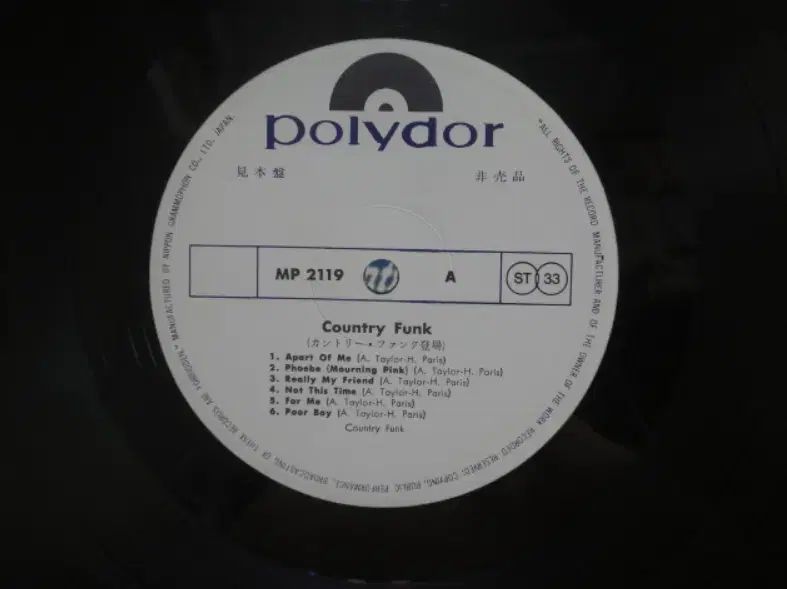 polydor
見本盤 非売品
MP 2119 A ST 33
Country Funk
(カントリー・ファンク登場)
1. Apart Of Me (A. Taylor-H. Paris)
2. Phoebe (Mourning Pink) (A. Taylor-H. Paris)
3. Really My Friend (A. Taylor-H. Paris)
4. Not This Time (A. Taylor-H. Paris)
5. For Me (A. Taylor-H. Paris)
6. Poor Boy (A. Taylor-H. Paris)
Country Funk
"ALL RIGHTS OF THE RECORD MANUFACTURER AND OF THE OWNER OF THE WORK RECORDED RESERVED; COPYING, PUBLIC PERFORMANCE, BROADCASTING OF THESE RECORDS ARE FORBIDDEN." MANUFACTURED BY NIPPON GRAMMOPHON CO., LTD. JAPAN.